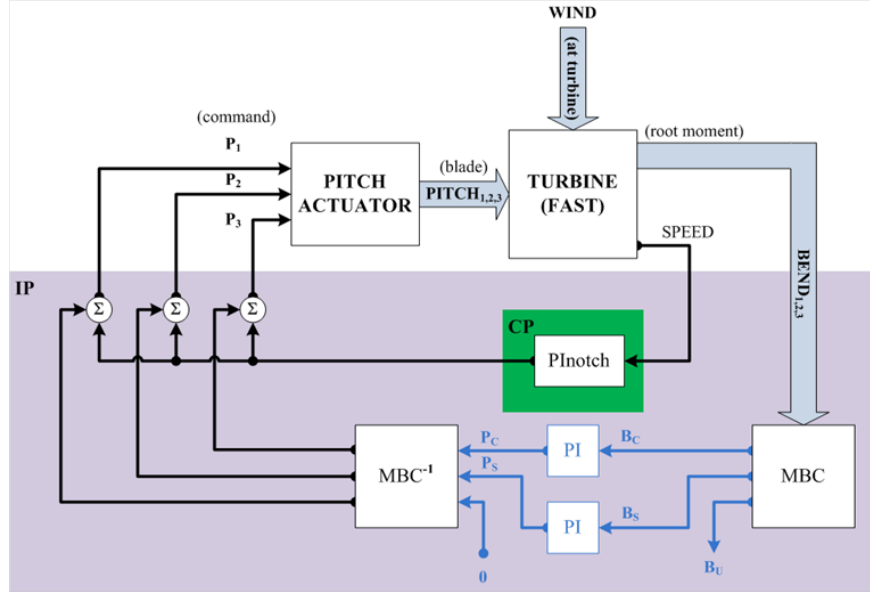 WIND
(at turbine)
(command)
P1
P2
P3
PITCH
ACTUATOR
(blade)
PITCH1,2,3
TURBINE
(FAST)
(root moment)
SPEED
BEND1,2,3
IP
Σ
Σ
Σ
CP
PInotch
MBC-1
PC
PS
0
PI
PI
BC
BS
BU
MBC